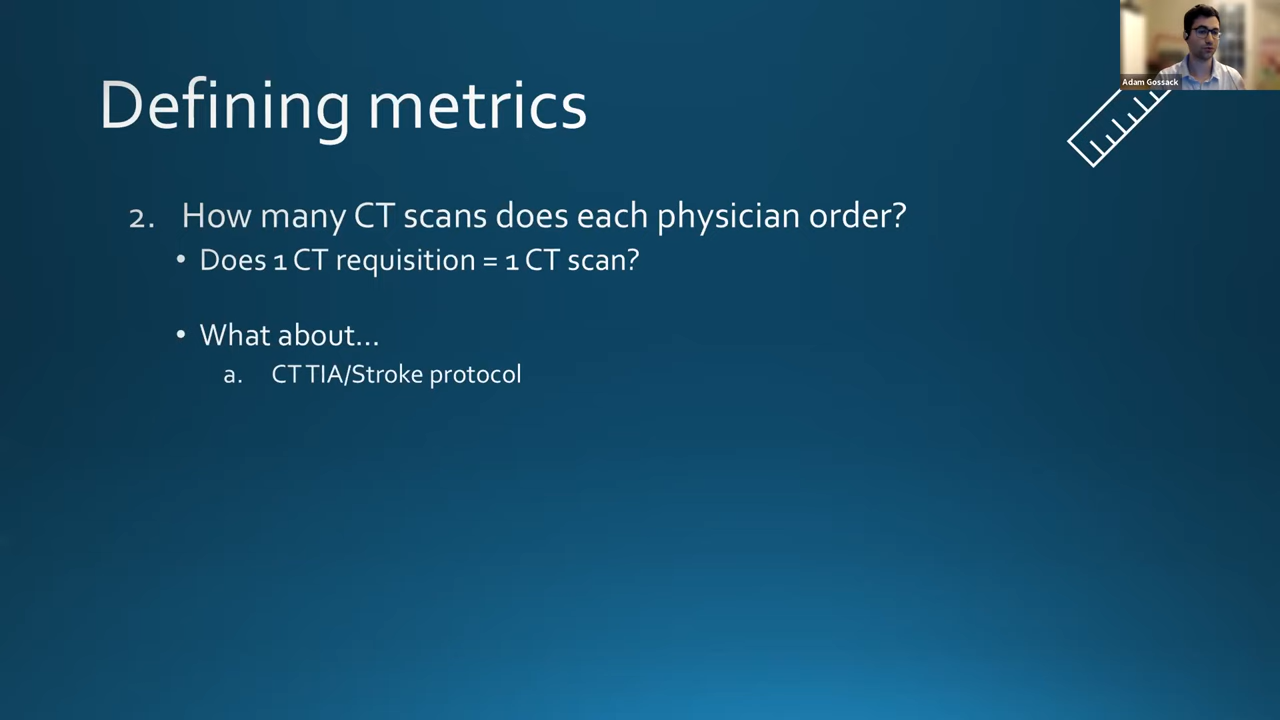 Adam Gossack
Defining metrics
2. How many CT scans does each physician order?
• Does 1 CT requisition = 1 CT scan?
• What about...
a. CT TIA/Stroke protocol